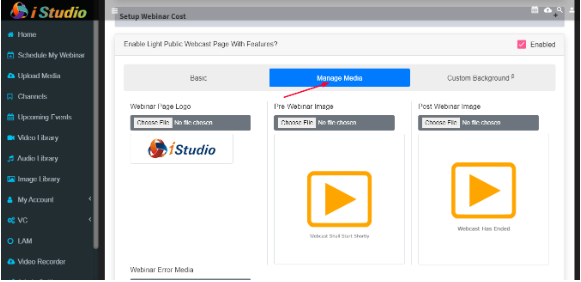 i Studio
Setup Webinar Cost
+
Home
Schedule My Webinar
Upload Media
Channels
Upcoming Events
Video Library
Audio Library
Image Library
My Account
VC
LAM
Video Recorder
Enable Light Public Webcast Page With Features?
Enabled
Basic
Manage Media
Custom Background
Webinar Page Logo
Pre Webinar Image
Post Webinar Image
Choose File No file chosen
Choose File No file chosen
Choose File No file chosen
iStudio
Webcast Shall Start Shortly
Webcast Has Ended
Webinar Error Media